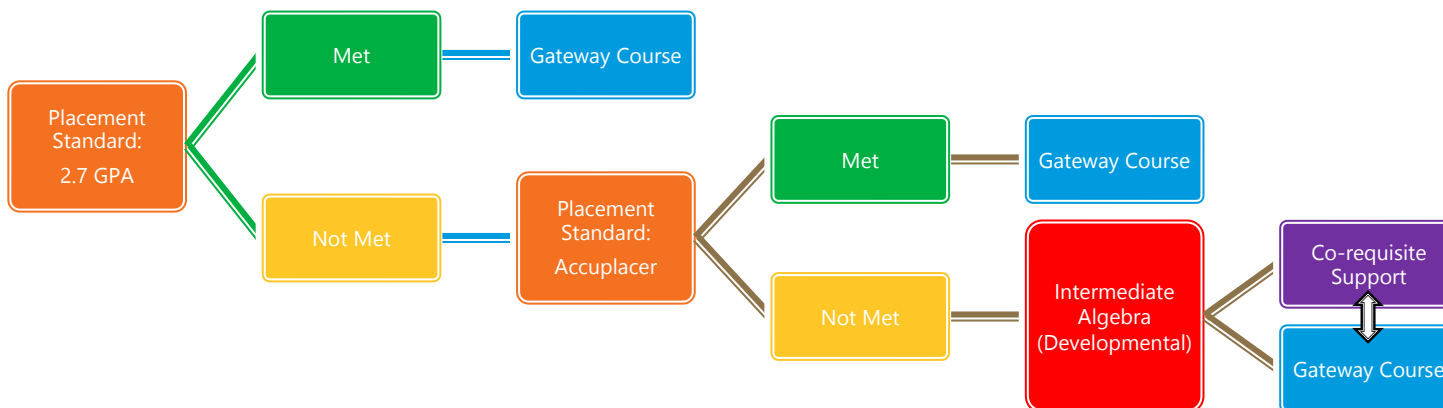 Met
Gateway Course
Placement
Standard:
2.7 GPA
Not Met
Placement
Standard:
Accuplacer
Met
Gateway Course
Not Met
Intermediate
Algebra
(Developmental)
Co-requisite
Support
Gateway Course